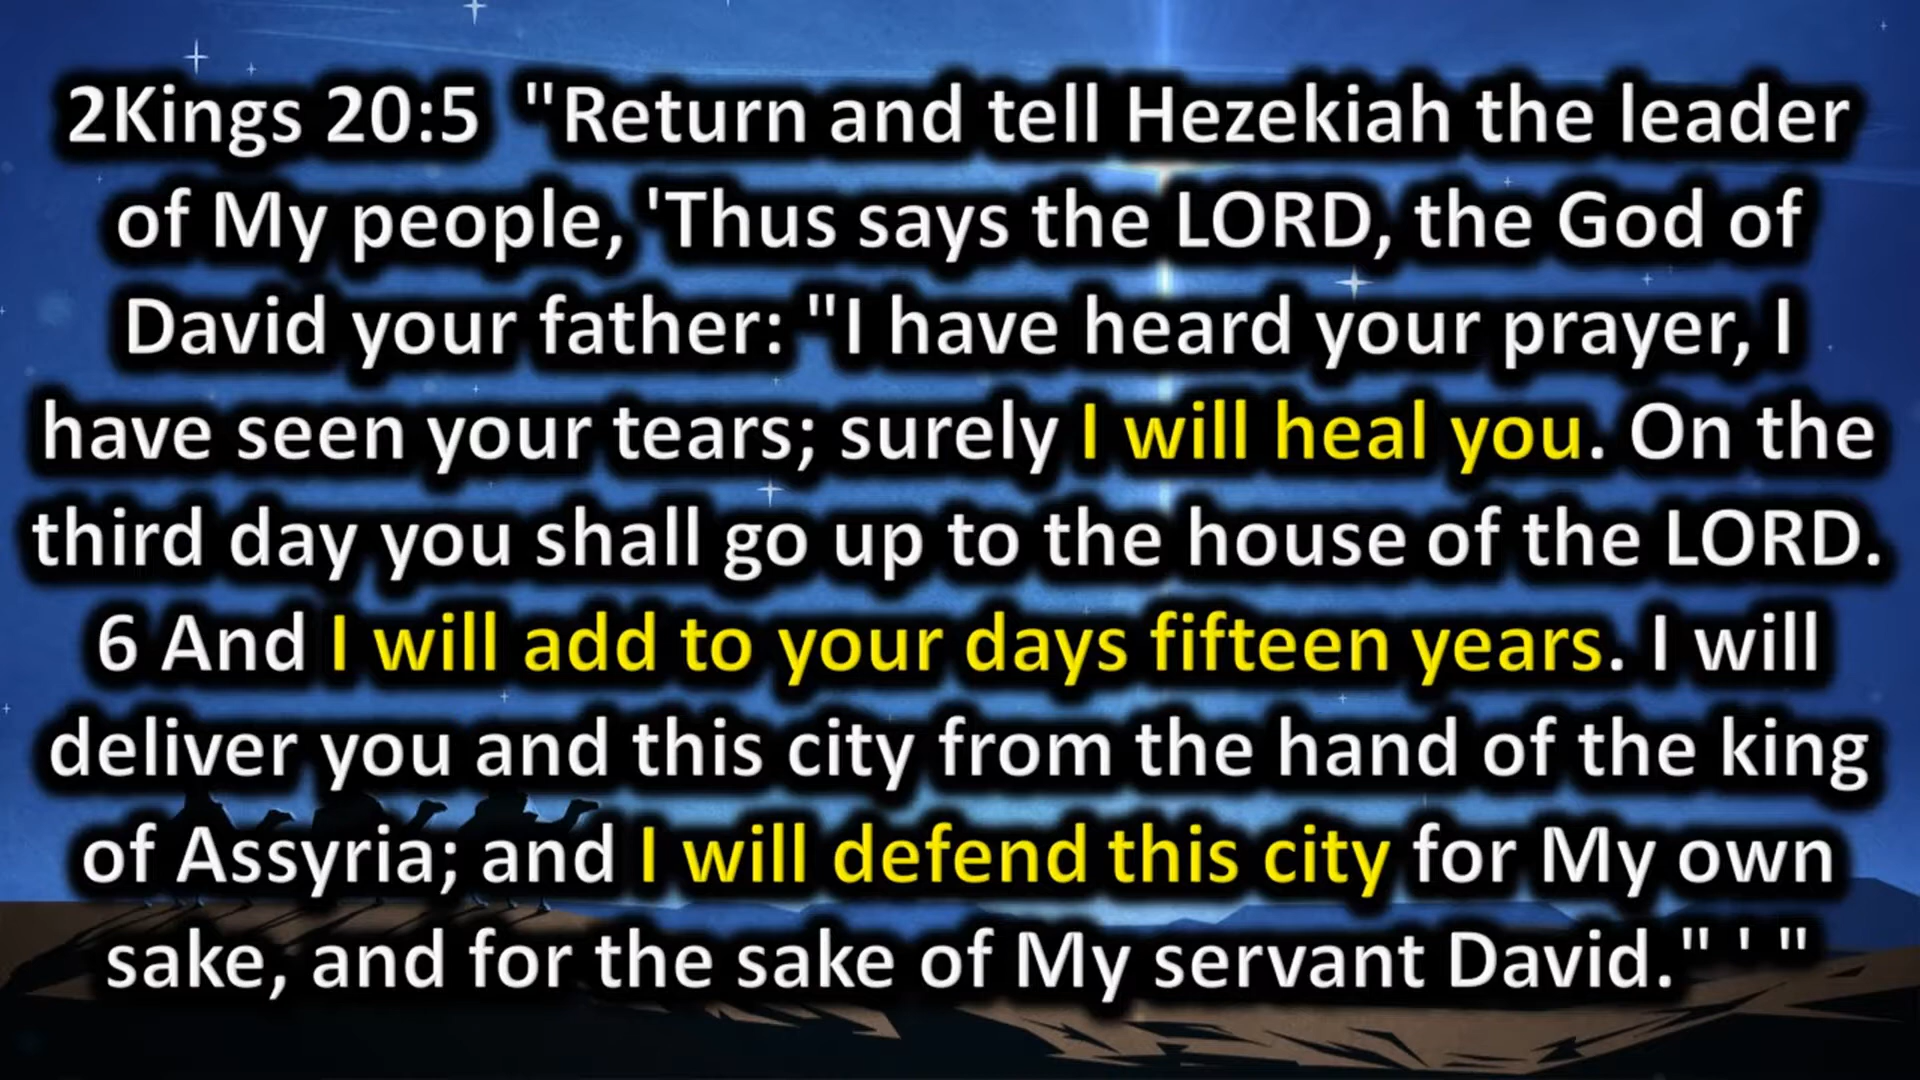 2Kings 20:5  "Return and tell Hezekiah the leader
of My people, 'Thus says the LORD, the God of
David your father: "I have heard your prayer, I
have seen your tears; surely I will heal you. On the
third day you shall go up to the house of the LORD.
6 And I will add to your days fifteen years. I will
deliver you and this city from the hand of the king
of Assyria; and I will defend this city for My own
sake, and for the sake of My servant David." ' "